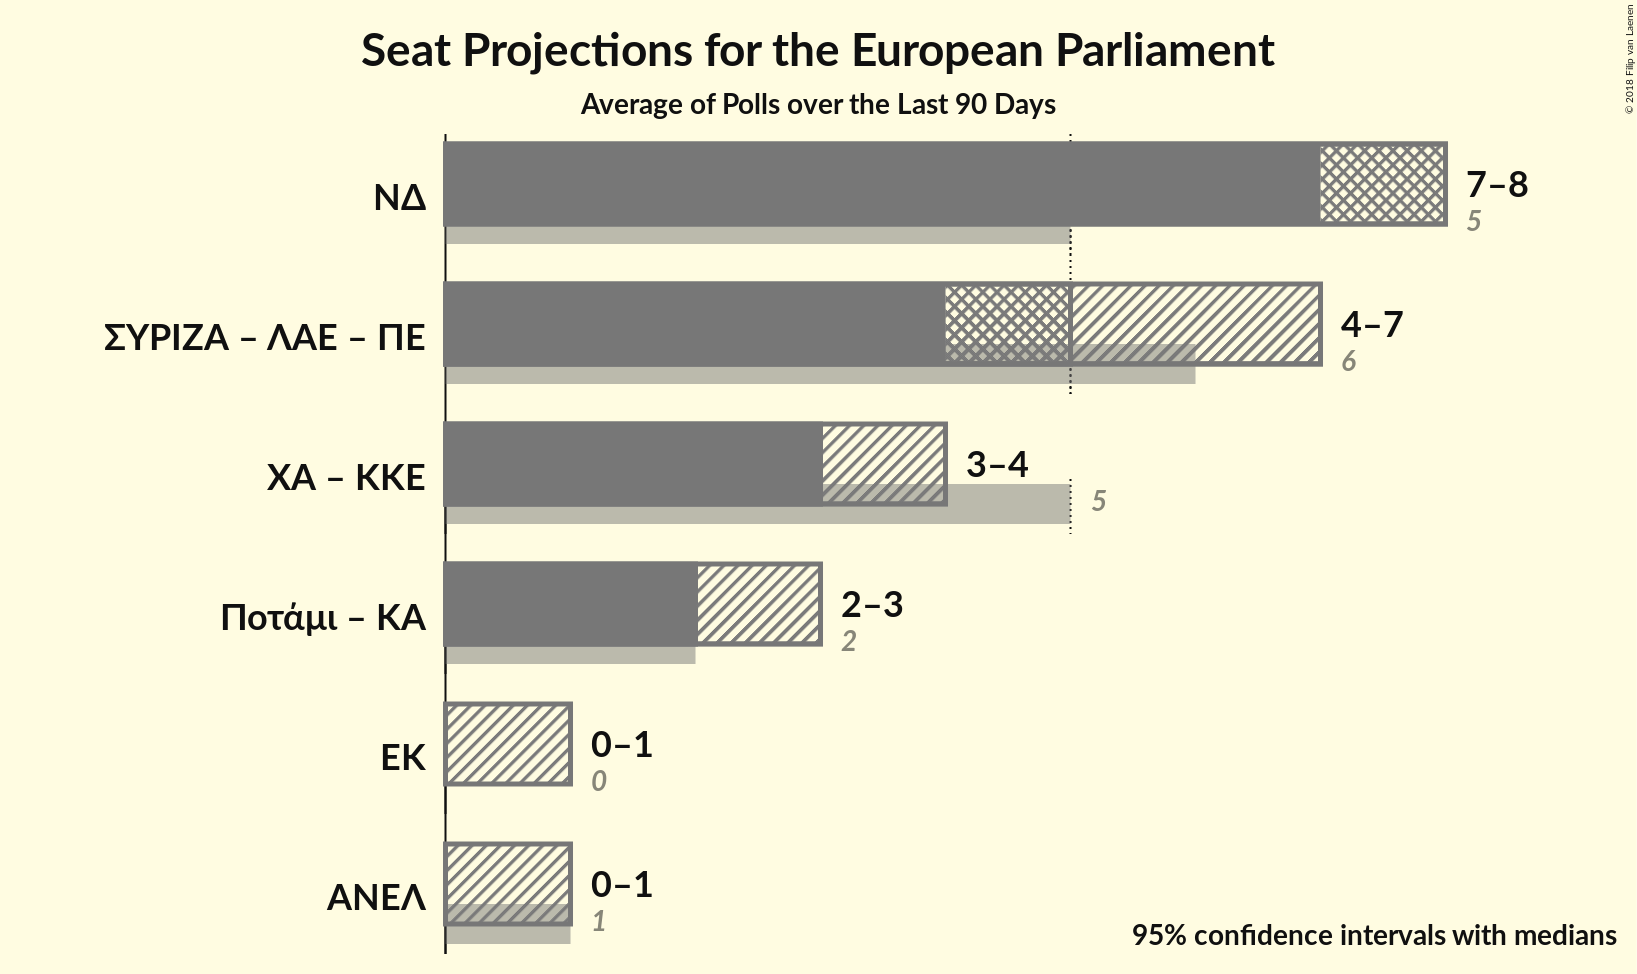 Seat Projections for the European Parliament
Average of Polls over the Last 90 Days
© 2018 Filip van Laenen
ΝΔ
7–8
5
ΣΥΡΙΖΑ – ΛΑΕ – ΠΕ
4–7
6
ΧΑ – ΚΚΕ
3–4
5
Ποτάμι – ΚΑ
2–3
2
ΕΚ
0–1
0
ΑΝΕΛ
0–1
1
95% confidence intervals with medians